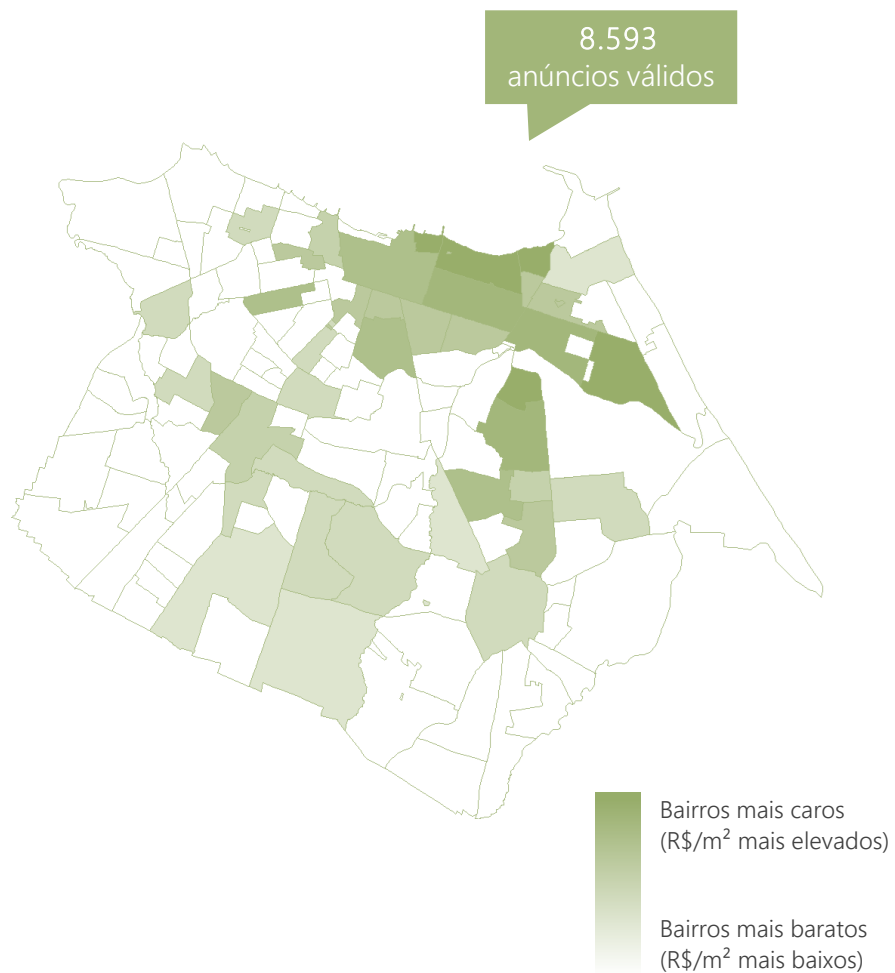 8.593
anúncios válidos
Bairros mais caros
(R$/m² mais elevados)
Bairros mais baratos
(R$/m² mais baixos)